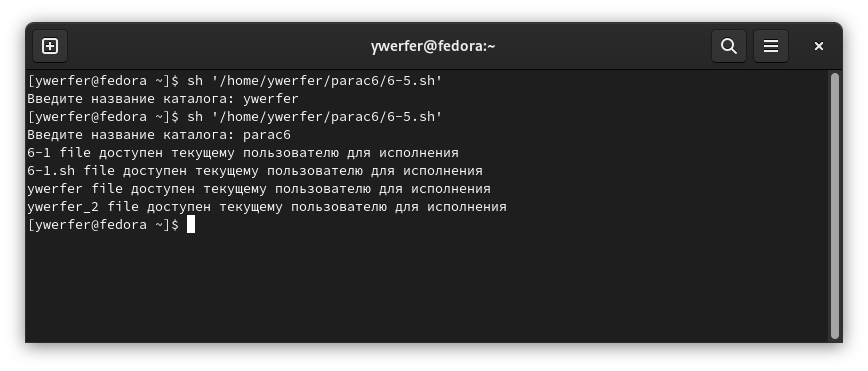 ywerfer@fedora:~
[ywerfer@fedora ~]$ sh '/home/ywerfer/parac6/6-5.sh'
Введите название каталога: ywerfer
[ywerfer@fedora ~]$ sh '/home/ywerfer/parac6/6-5.sh'
Введите название каталога: parac6
6-1 file доступен текущему пользователю для исполнения
6-1.sh file доступен текущему пользователю для исполнения
ywerfer file доступен текущему пользователю для исполнения
ywerfer_2 file доступен текущему пользователю для исполнения
[ywerfer@fedora ~]$